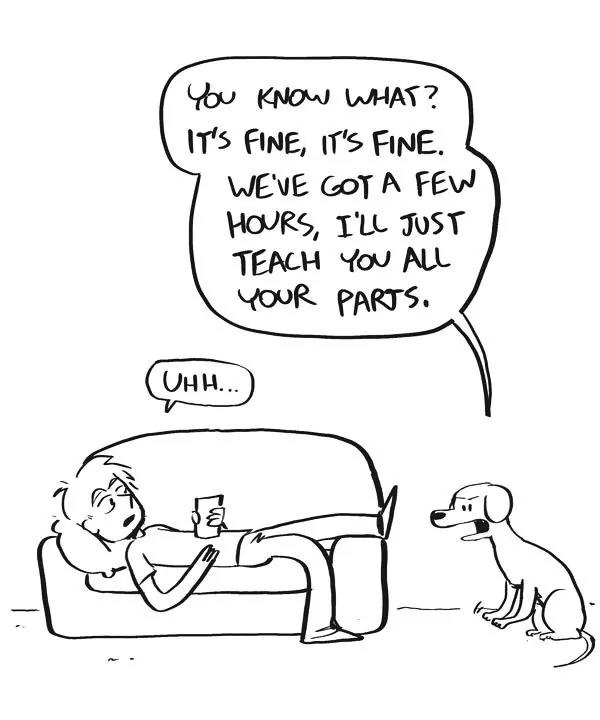 YOU KNOW WHAT?
IT'S FINE, IT'S FINE.
WE'VE GOT A FEW
HOURS, I'LL JUST
TEACH YOU ALL
YOUR PARTS.
UHH...